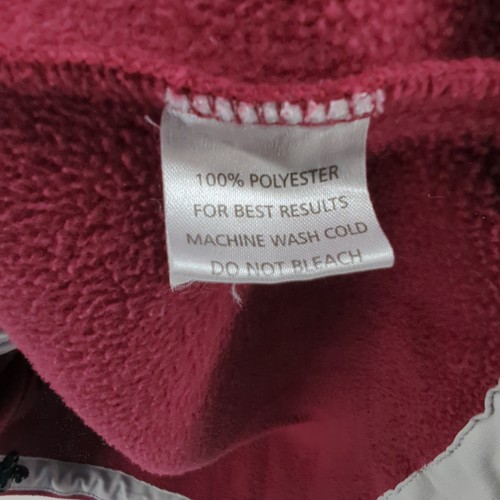 100% POLYESTER
FOR BEST RESULTS
MACHINE WASH COLD
DO NOT BLEACH